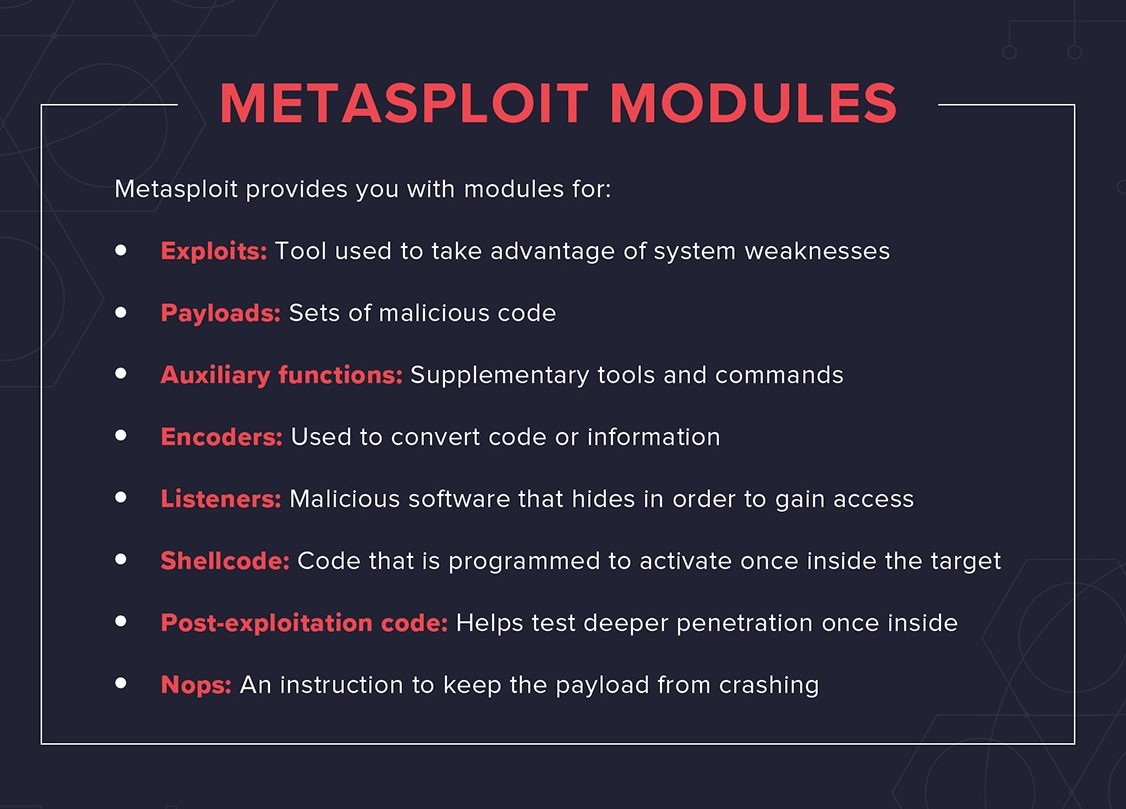 METASPLOIT MODULES
Metasploit provides you with modules for:
• Exploits: Tool used to take advantage of system weaknesses
• Payloads: Sets of malicious code
• Auxiliary functions: Supplementary tools and commands
• Encoders: Used to convert code or information
• Listeners: Malicious software that hides in order to gain access
• Shellcode: Code that is programmed to activate once inside the target
• Post-exploitation code: Helps test deeper penetration once inside
• Nops: An instruction to keep the payload from crashing